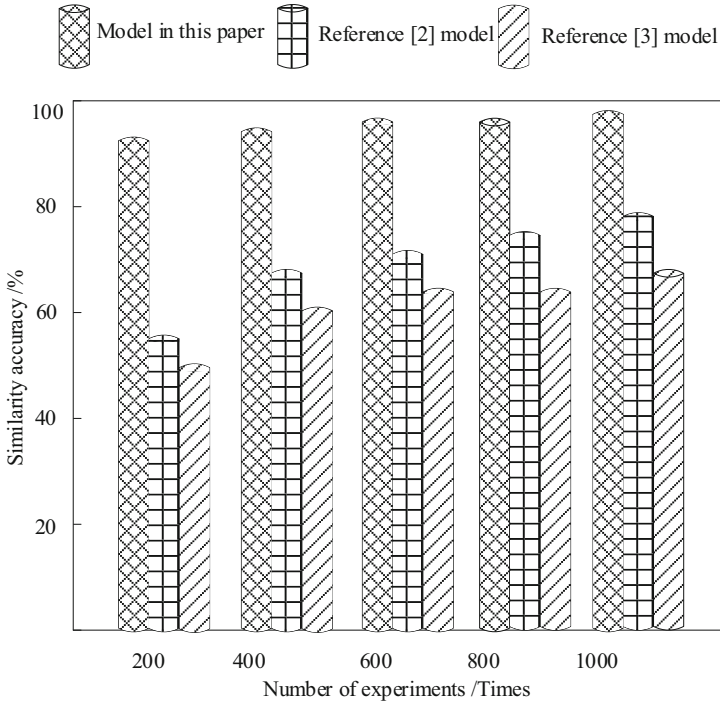 Model in this paper
Reference [2] model
Reference [3] model
100
80
60
40
20
Similarity accuracy /%
200
400
600
800
1000
Number of experiments /Times